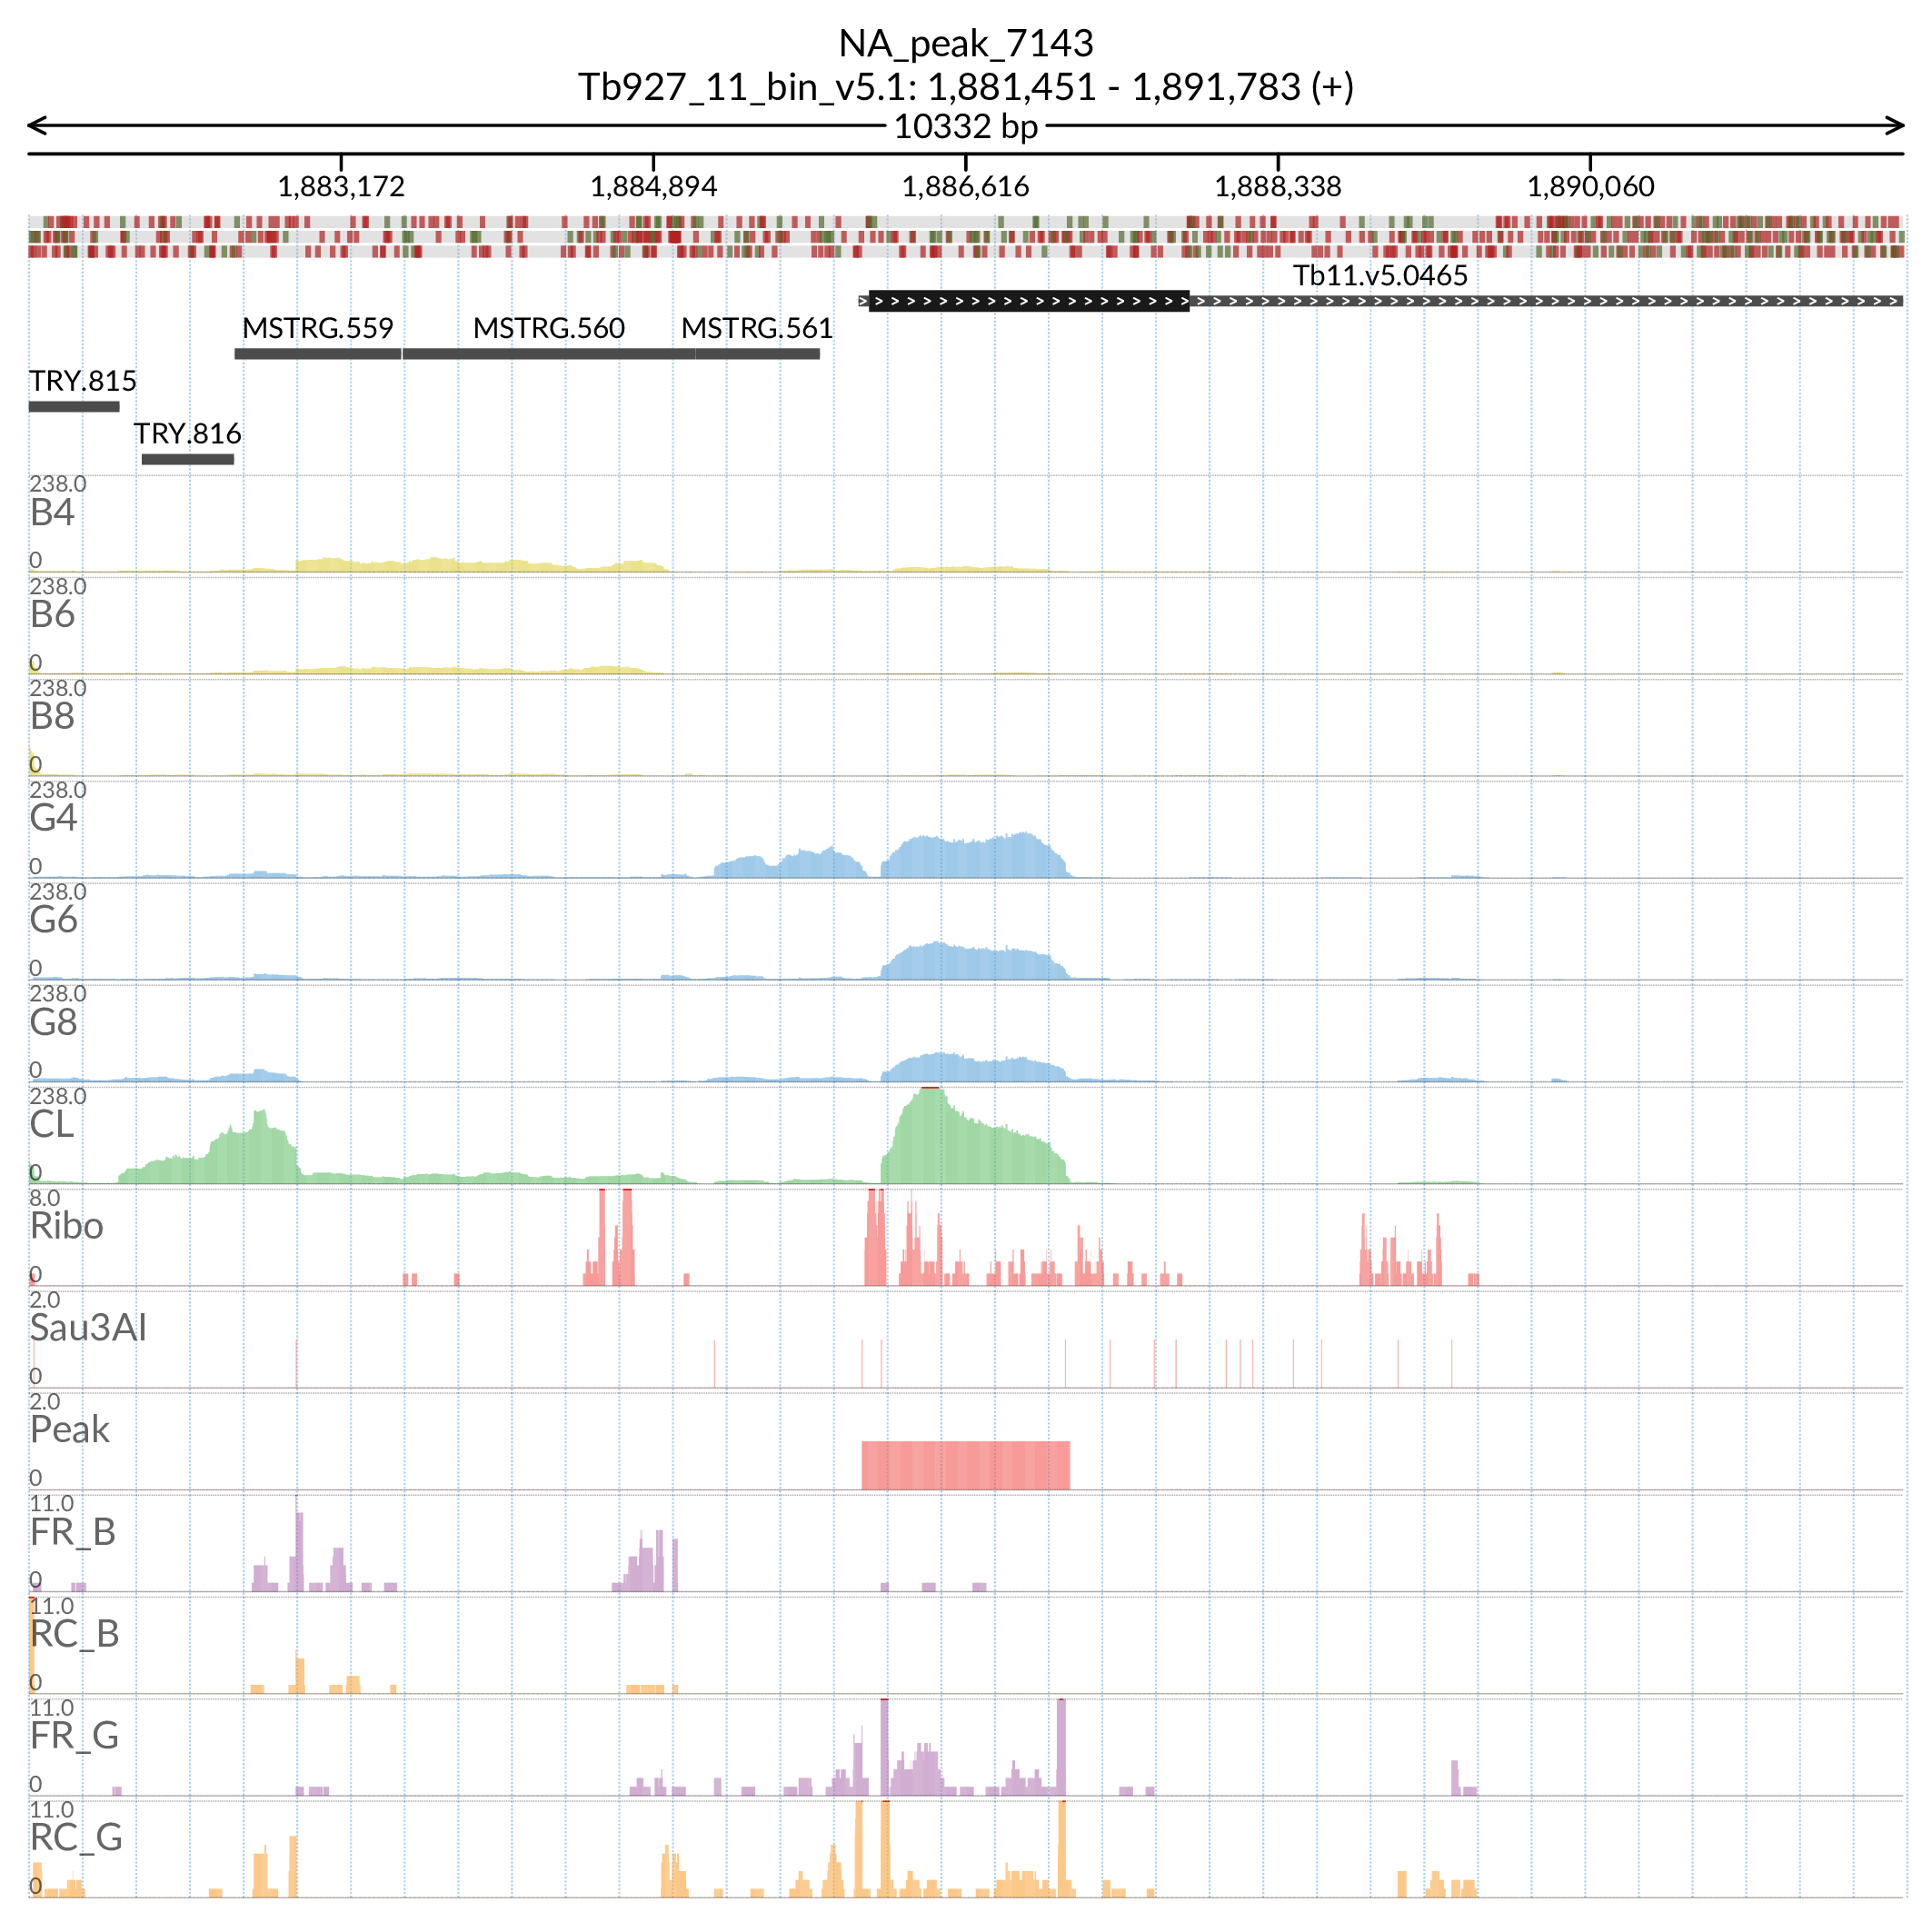 NA_peak_7143
Tb927_11_bin_v5.1: 1,881,451 - 1,891,783 (+)
10332 bp
1,883,172 1,884,894 1,886,616 1,888,338 1,890,060
Tb11.v5.0465
MSTRG.559 MSTRG.560 MSTRG.561
TRY.815
TRY.816
238.0
B4
0
238.0
B6
0
238.0
B8
0
238.0
G4
0
238.0
G6
0
238.0
G8
0
238.0
CL
0
8.0
Ribo
0
2.0
Sau3AI
0
2.0
Peak
0
11.0
FR_B
0
11.0
RC_B
0
11.0
FR_G
0
11.0
RC_G
0